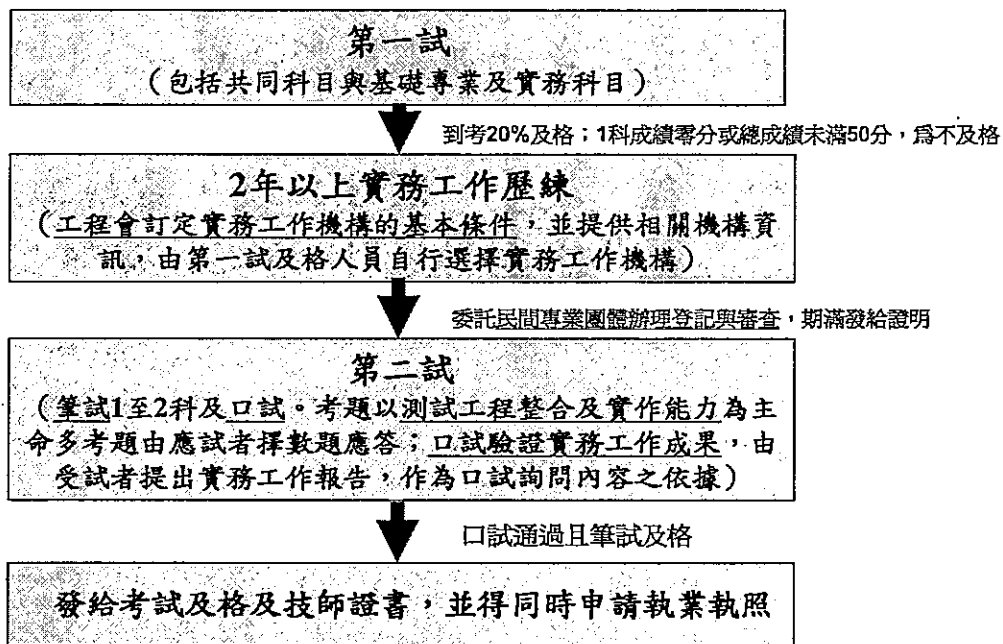 第一試
（包括共同科目與基礎專業及實務科目）
到考20%及格；1科成績零分或總成績未滿50分，為不及格
2年以上實務工作歷練
（工程會訂定實務工作機構的基本條件，並提供相關機構資
訊，由第一試及格人員自行選擇實務工作機構）
委託民間專業團體辦理登記與審查，期滿發給證明
第二試
（筆試1至2科及口試。考題以測試工程整合及實作能力為主
命多考題由應試者擇數題應答；口試驗證實務工作成果，由
受試者提出實務工作報告，作為口試詢問內容之依據）
口試通過且筆試及格
發給考試及格及技師證書，並得同時申請執業執照